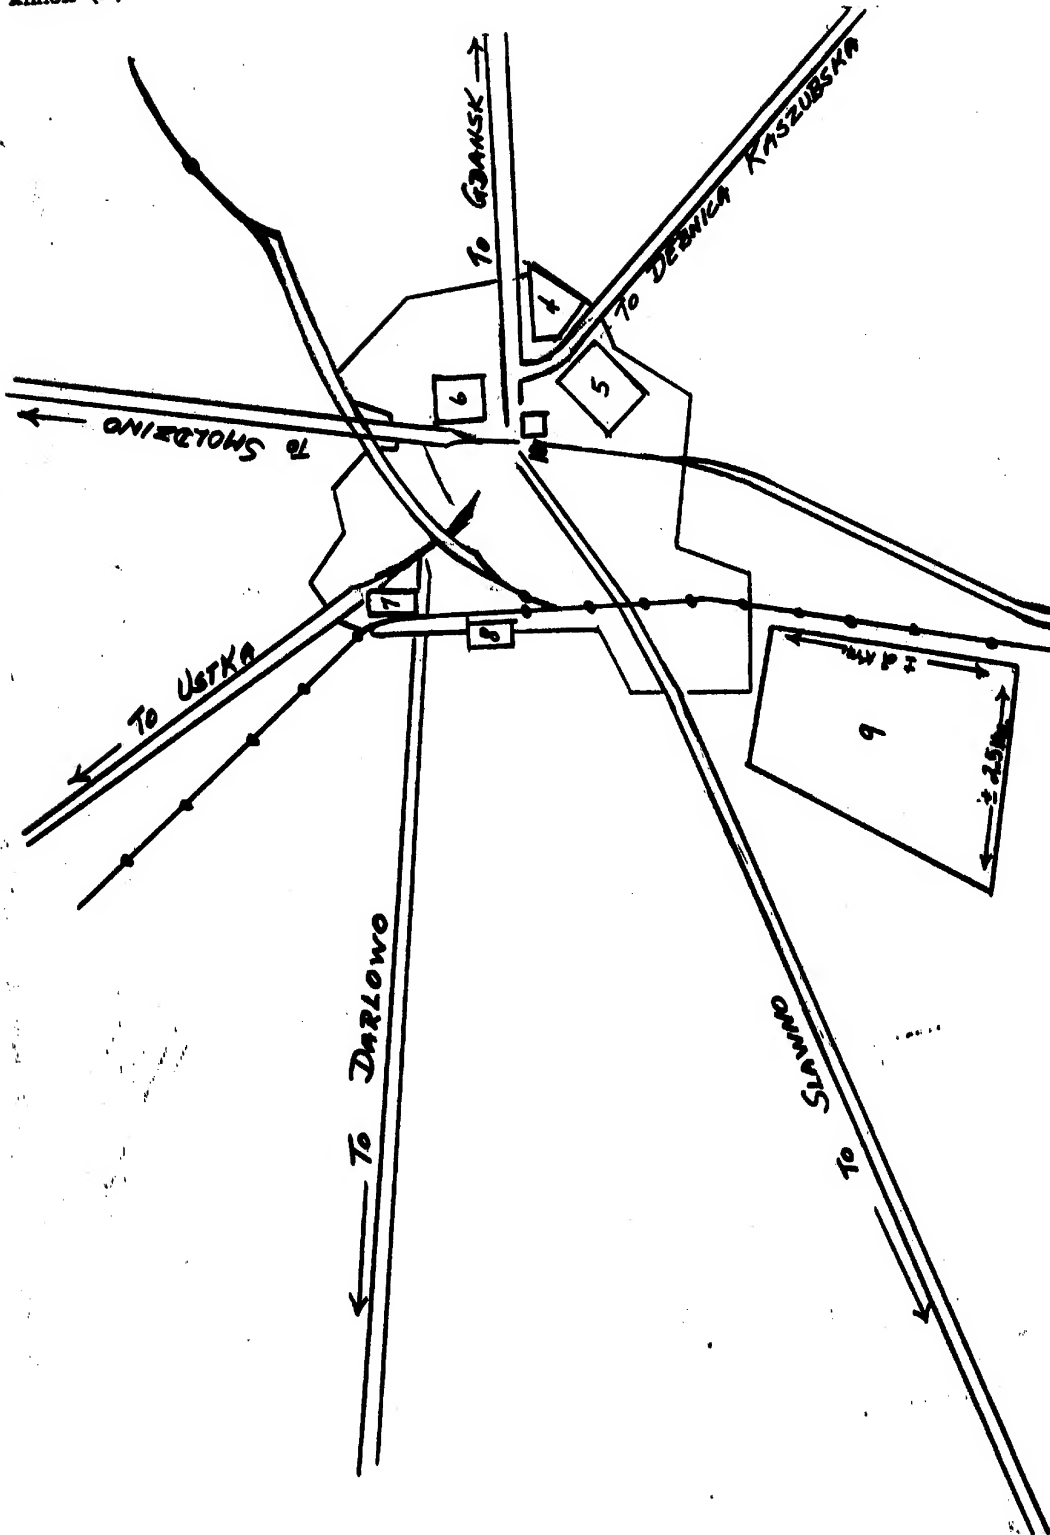 To GDANSK
To DEBNICA KASZUBSKA
To SMOLDZINO
4
5
6
7
8
To USTKA
9
To DARLOWO
To SLAWNO